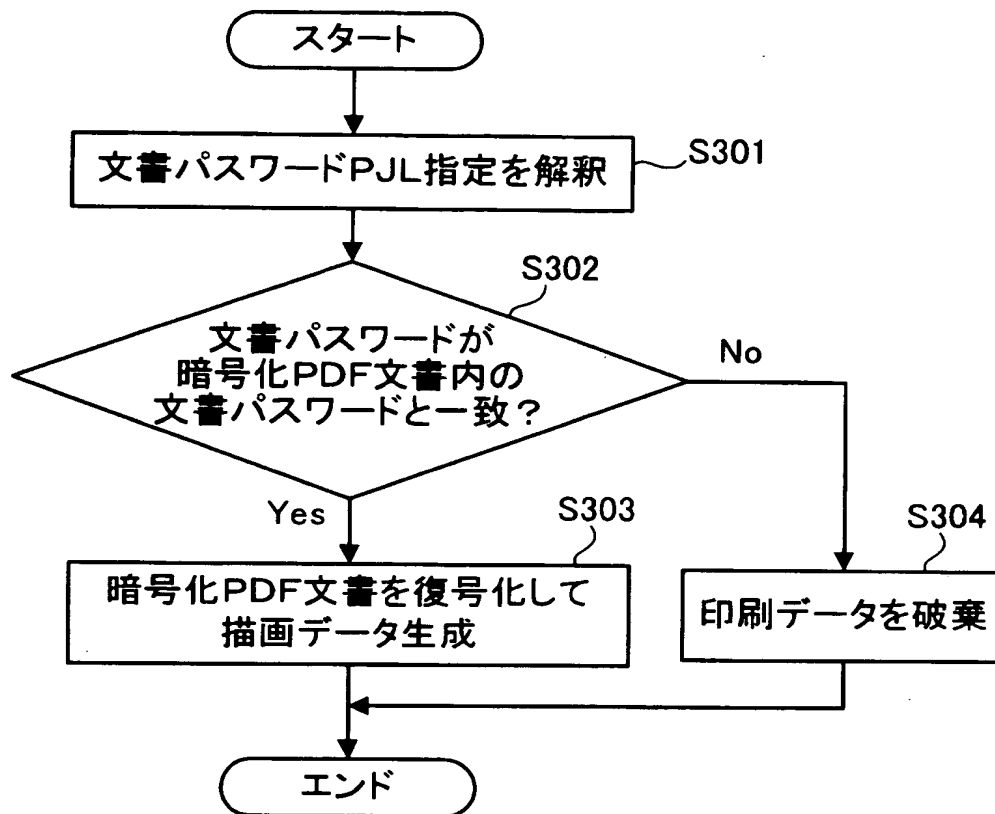 スタート
文書パスワードPJL指定を解釈
S301
S302
文書パスワードが
暗号化PDF文書内の
文書パスワードと一致?
No
Yes
S303
暗号化PDF文書を復号化して
描画データ生成
S304
印刷データを破棄
エンド